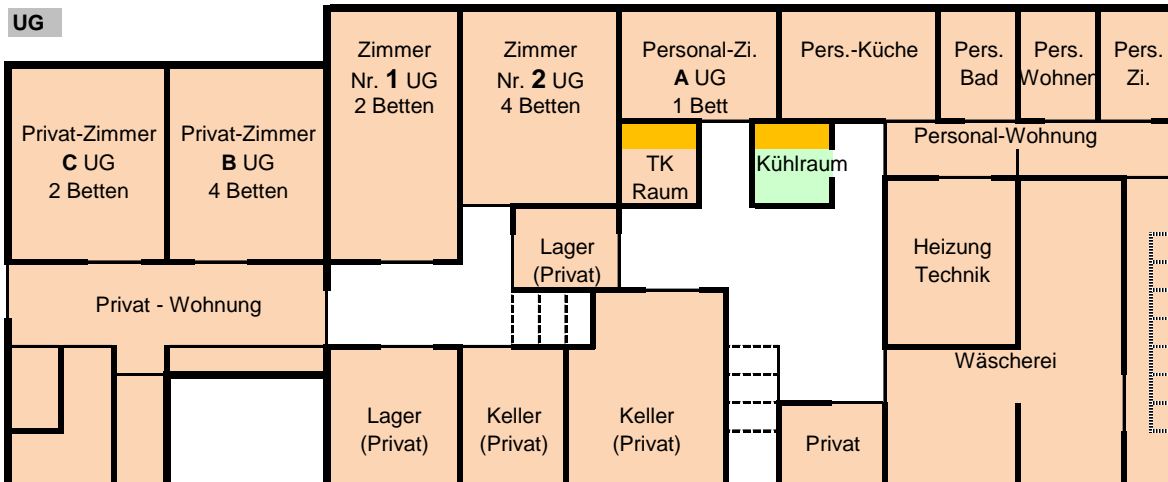 UG
Zimmer
Nr. 1 UG
2 Betten
Zimmer
Nr. 2 UG
4 Betten
Personal-Zi.
A UG
1 Bett
Pers.-Küche
Pers.
Bad
Pers.
Wohnen
Pers.
Zi.
Privat-Zimmer
C UG
2 Betten
Privat-Zimmer
B UG
4 Betten
TK
Raum
Kühlraum
Personal-Wohnung
Lager
(Privat)
Heizung
Technik
Privat - Wohnung
Wäscherei
Lager
(Privat)
Keller
(Privat)
Keller
(Privat)
Privat